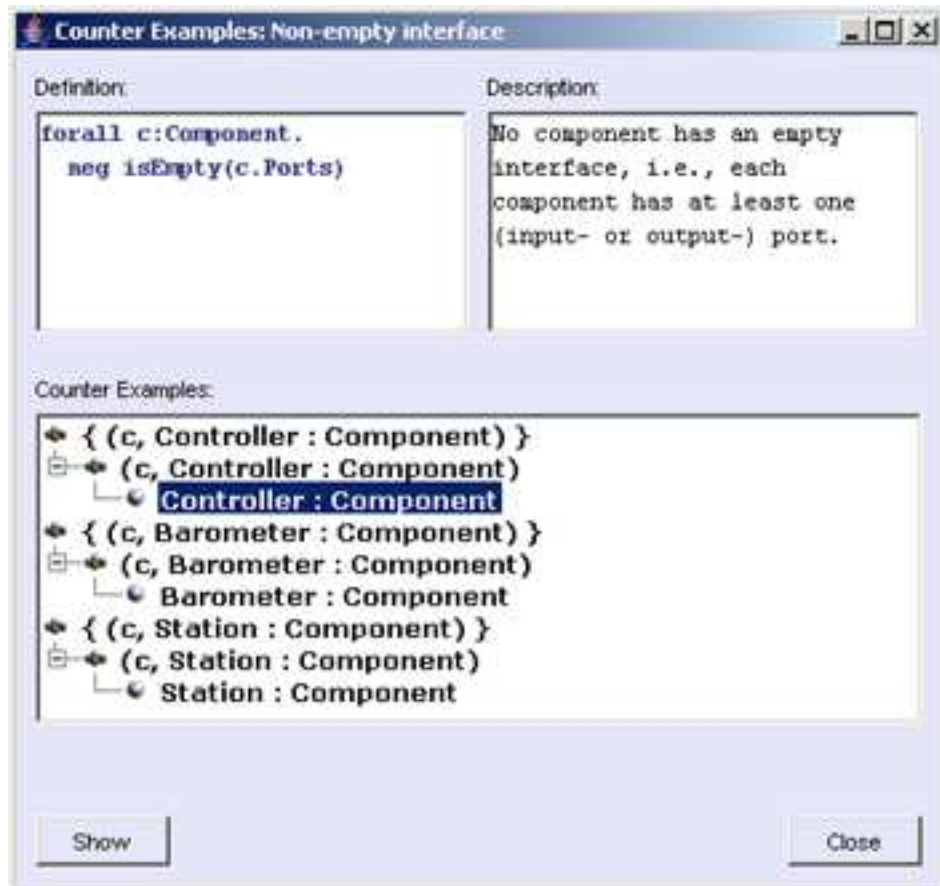 Counter Examples: Non-empty interface
Definition:
forall c:Component.
neg isEmpty(c.Ports)
Description:
No component has an empty
interface, i.e., each
component has at least one
(input- or output-) port.
Counter Examples:
{ (c, Controller : Component) }
(c, Controller : Component)
Controller : Component
{ (c, Barometer : Component) }
(c, Barometer : Component)
Barometer : Component
{ (c, Station : Component) }
(c, Station : Component)
Station : Component
Show
Close